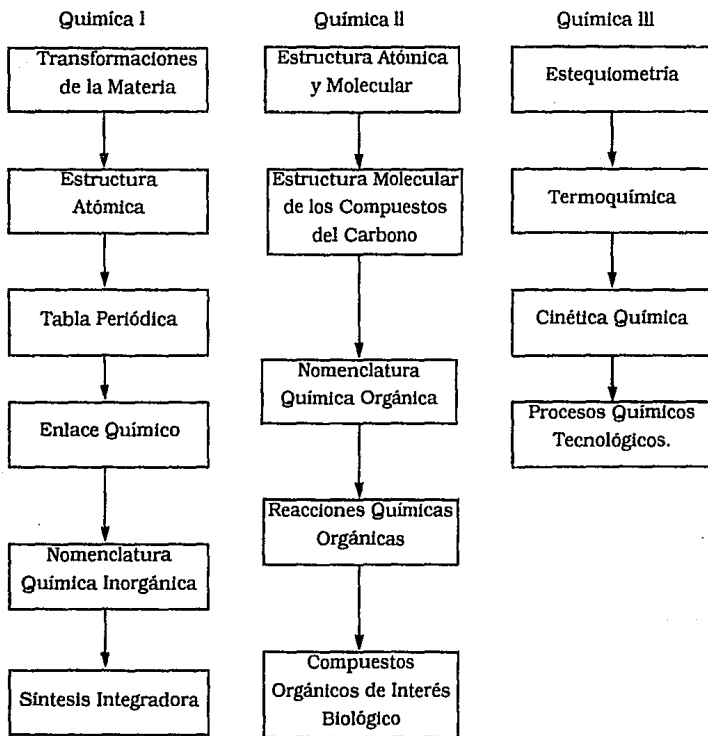 Química I
Transformaciones
de la Materia
Estructura
Atómica
Tabla Periódica
Enlace Químico
Nomenclatura
Química Inorgánica
Síntesis Integradora
Química II
Estructura Atómica
y Molecular
Estructura Molecular
de los Compuestos
del Carbono
Nomenclatura
Química Orgánica
Reacciones Químicas
Orgánicas
Compuestos
Orgánicos de Interés
Biológico
Química III
Estequiometría
Termoquímica
Cinética Química
Procesos Químicos
Tecnológicos.